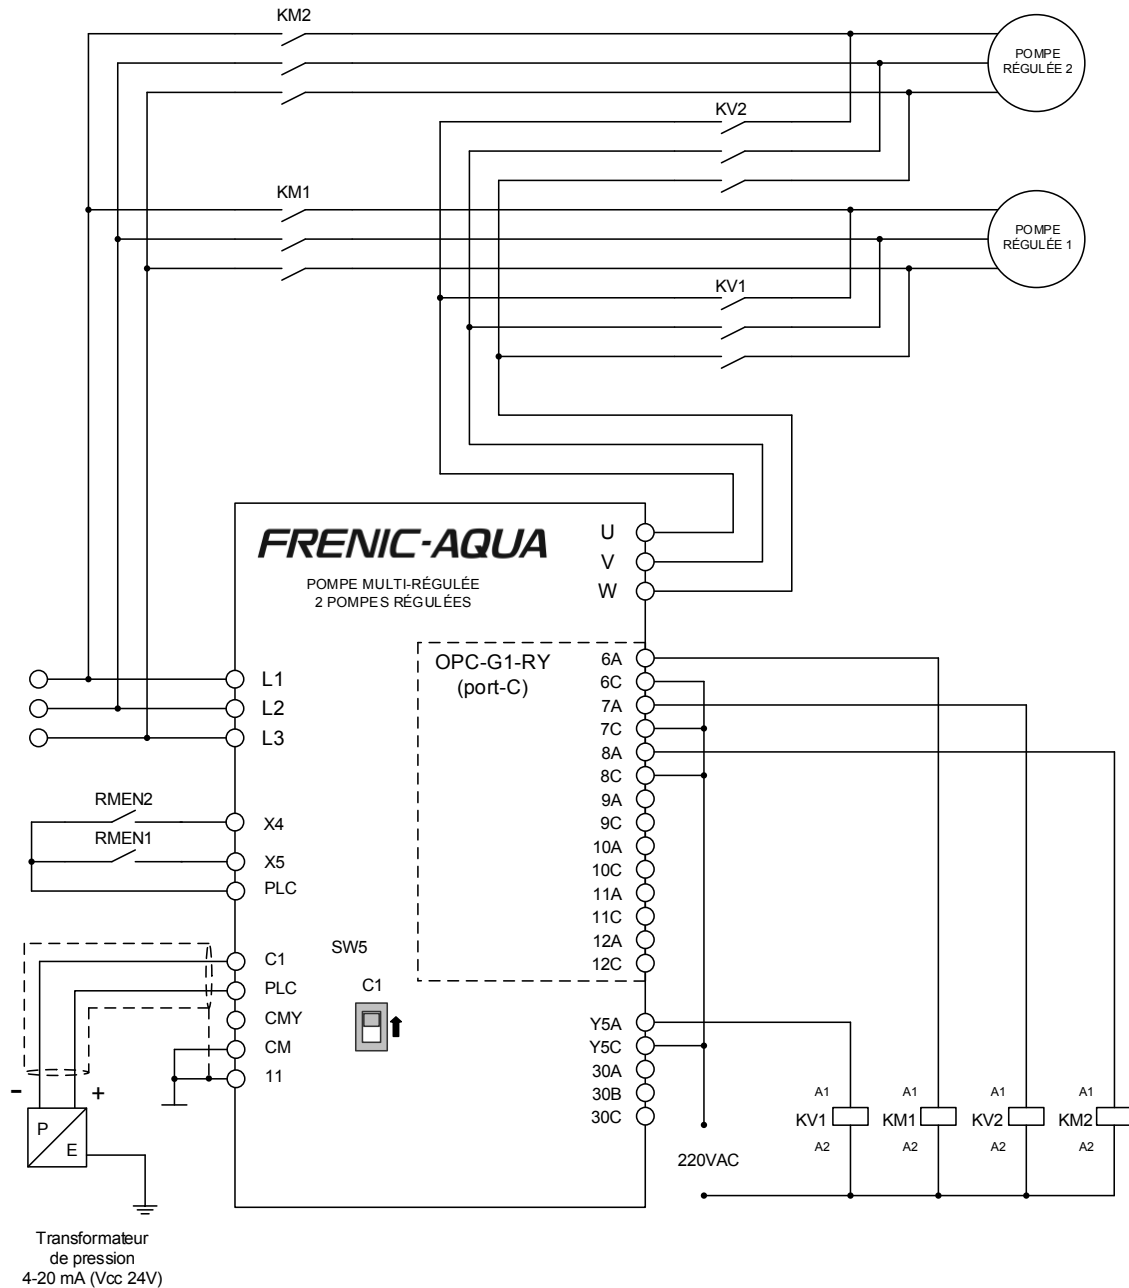 KM2
POMPE
RÉGULÉE 2
KV2
KM1
POMPE
RÉGULÉE 1
KV1
FRENIC-AQUA
POMPE MULTI-RÉGULÉE
2 POMPES RÉGULÉES
U
V
W
OPC-G1-RY
(port-C)
6A
6C
7A
7C
8A
8C
9A
9C
10A
10C
11A
11C
12A
12C
L1
L2
L3
RMEN2
X4
RMEN1
X5
PLC
SW5
C1
C1
PLC
CMY
CM
11
Y5A
Y5C
30A
30B
30C
- +
P
E
220VAC
A1 A1 A1 A1
KV1 KM1 KV2 KM2
A2 A2 A2 A2
Transformateur
de pression
4-20 mA (Vcc 24V)